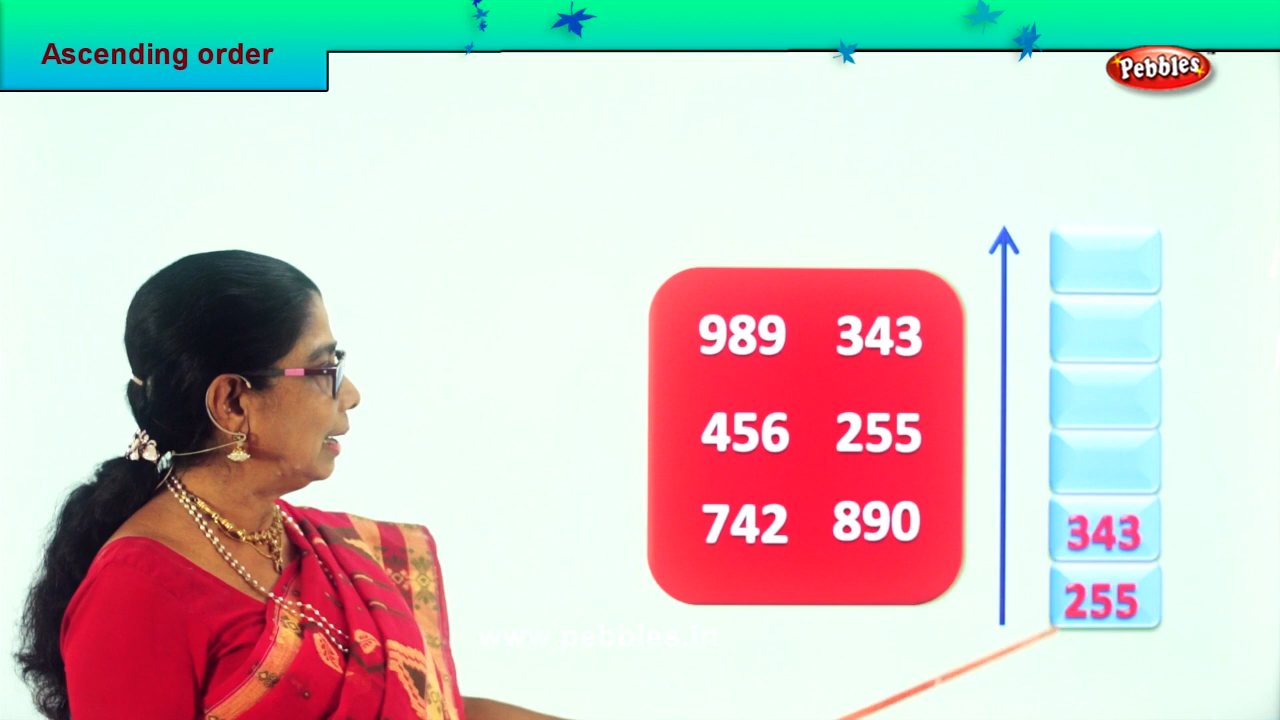 Ascending order
Pebbles
989 343
456 255
742 890
343
255
www.pebbles.in